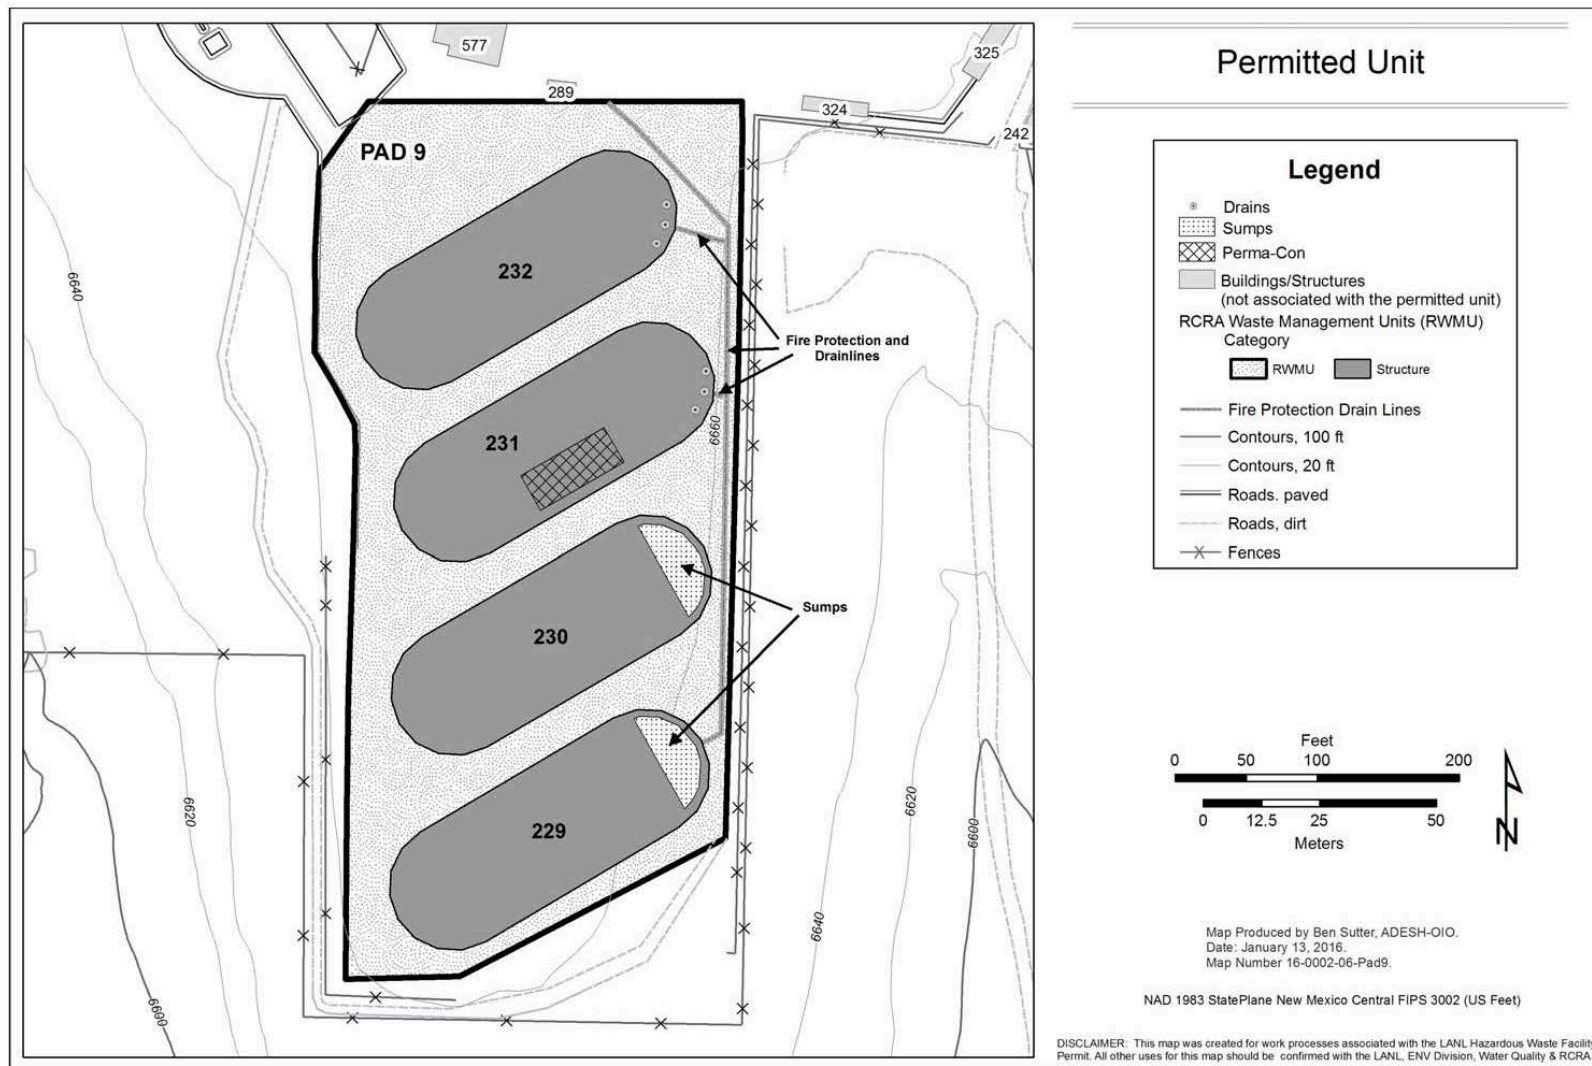 577
325
289
324
242
PAD 9
232
6640
Fire Protection and
Drainlines
231
6660
230
Sumps
229
6620
6600
6640
6620
6600
Permitted Unit
Legend
Drains
Sumps
Perma-Con
Buildings/Structures
(not associated with the permitted unit)
RCRA Waste Management Units (RWMU)
Category
RWMU Structure
Fire Protection Drain Lines
Contours, 100 ft
Contours, 20 ft
Roads. paved
Roads, dirt
Fences
Feet
0 50 100 200
0 12.5 25 50
Meters
N
Map Produced by Ben Sutter, ADESH-OIO.
Date: January 13, 2016.
Map Number 16-0002-06-Pad9.
NAD 1983 StatePlane New Mexico Central FIPS 3002 (US Feet)
DISCLAIMER: This map was created for work processes associated with the LANL Hazardous Waste Facility
Permit. All other uses for this map should be confirmed with the LANL, ENV Division, Water Quality & RCRA